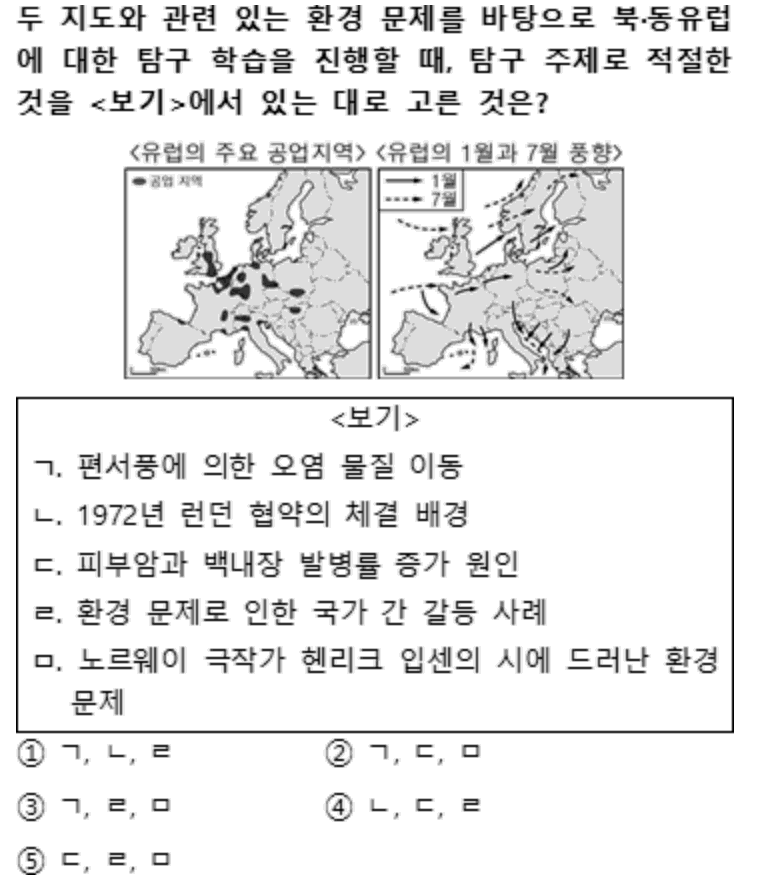 두 지도와 관련 있는 환경 문제를 바탕으로 북·동유럽
에 대한 탐구 학습을 진행할 때, 탐구 주제로 적절한
것을 <보기>에서 있는 대로 고른 것은?
<유럽의 주요 공업지역> <유럽의 1월과 7월 풍향>
공업 지역
1월
7월
<보기>
ㄱ. 편서풍에 의한 오염 물질 이동
ㄴ. 1972년 런던 협약의 체결 배경
ㄷ. 피부암과 백내장 발병률 증가 원인
ㄹ. 환경 문제로 인한 국가 간 갈등 사례
ㅁ. 노르웨이 극작가 헨리크 입센의 시에 드러난 환경
문제
① ㄱ, ㄴ, ㄹ ② ㄱ, ㄷ, ㅁ
③ ㄱ, ㄹ, ㅁ ④ ㄴ, ㄷ, ㄹ
⑤ ㄷ, ㄹ, ㅁ